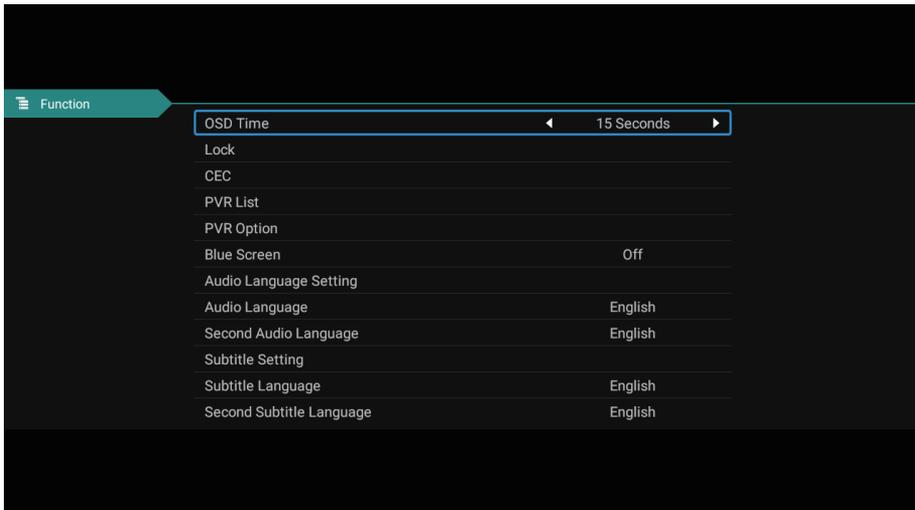 Function
OSD Time 15 Seconds
Lock
CEC
PVR List
PVR Option
Blue Screen Off
Audio Language Setting
Audio Language English
Second Audio Language English
Subtitle Setting
Subtitle Language English
Second Subtitle Language English